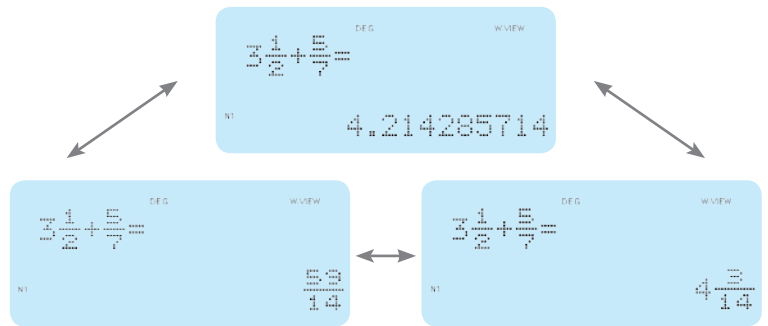 DEG W-VIEW
3 1/2 + 5/7 =
N1
4.214285714
DEG W-VIEW
3 1/2 + 5/7 =
N1
59/14
DEG W-VIEW
3 1/2 + 5/7 =
N1
4 3/14